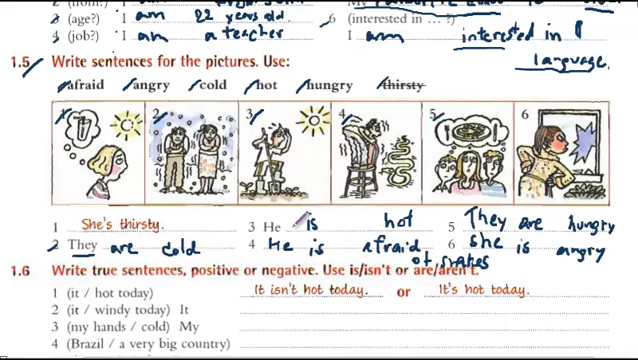 2 (age?) I am 22 years old. 6 (interested in ... ?)
3 (job?) I am a teacher I am interested in
language
1.5 Write sentences for the pictures. Use:
afraid angry cold hot hungry thirsty
1 2 3 4 5 6
1 She's thirsty. 3 He is hot 5 They are hungry
2 They are cold 4 He is afraid of snakes 6 She is angry
1.6 Write true sentences, positive or negative. Use is/isn't or are/aren't.
1 (it / hot today) It isn't hot today. or It's hot today.
2 (it / windy today) It
3 (my hands / cold) My
4 (Brazil / a very big country)